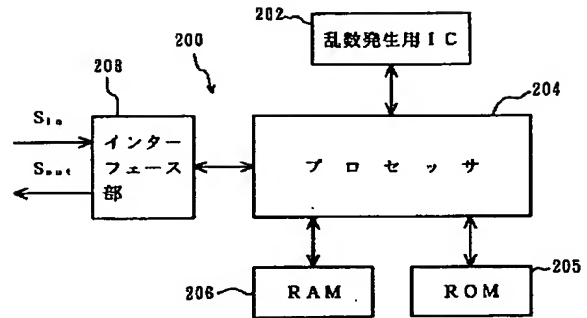 202
乱数発生用IC
200
208
204
Sin
インター
フェース
部
Sout
プロセッサ
206
RAM
ROM
205